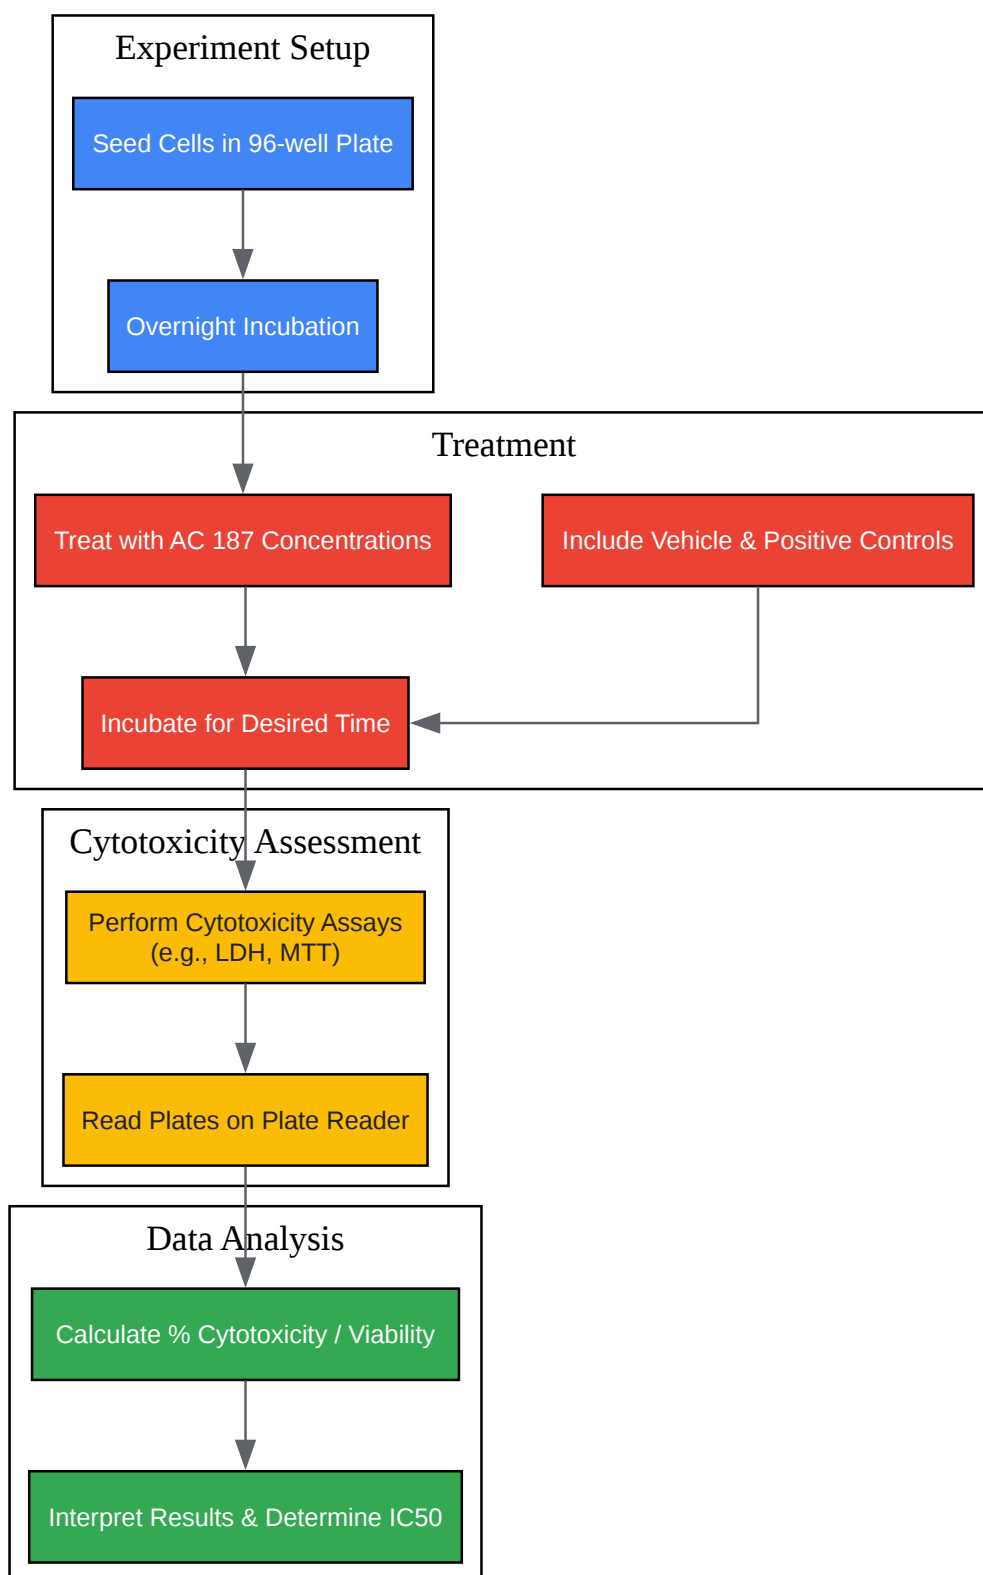 Experiment Setup
Seed Cells in 96-well Plate
Overnight Incubation
Treatment
Treat with AC 187 Concentrations
Include Vehicle & Positive Controls
Incubate for Desired Time
Cytotoxicity Assessment
Perform Cytotoxicity Assays
(e.g., LDH, MTT)
Read Plates on Plate Reader
Data Analysis
Calculate % Cytotoxicity / Viability
Interpret Results & Determine IC50